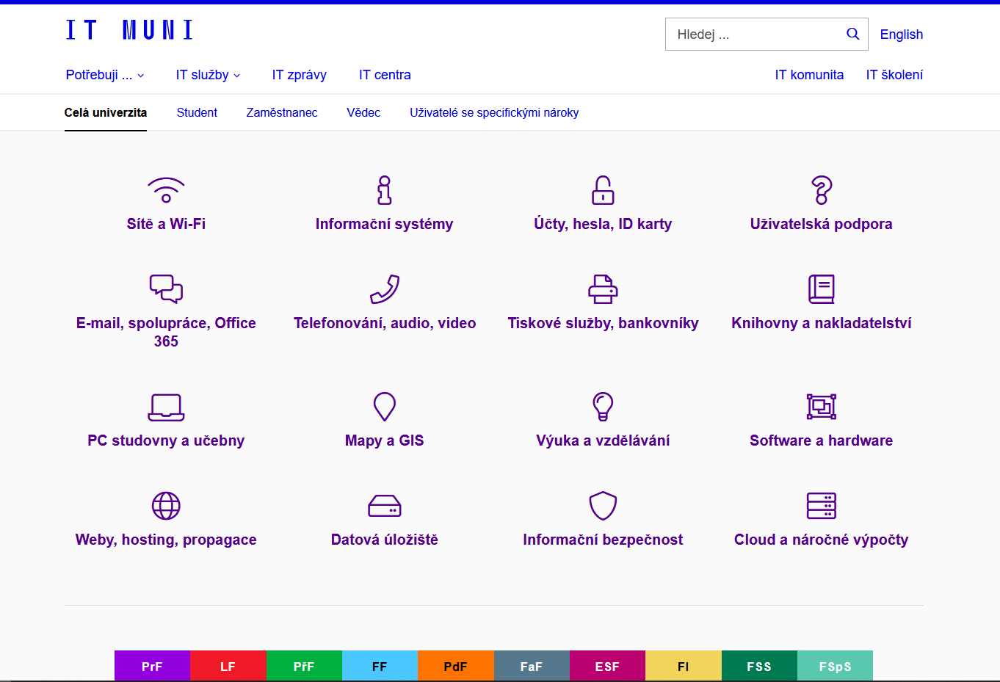 IT MUNI
Hledej ...
English
Potřebuji ...
IT služby
IT zprávy
IT centra
IT komunita
IT školení
Celá univerzita
Student
Zaměstnanec
Vědec
Uživatelé se specifickými nároky
Sítě a Wi-Fi
Informační systémy
Účty, hesla, ID karty
Uživatelská podpora
E-mail, spolupráce, Office
365
Telefonování, audio, video
Tiskové služby, bankovníky
Knihovny a nakladatelství
PC studovny a učebny
Mapy a GIS
Výuka a vzdělávání
Software a hardware
Weby, hosting, propagace
Datová úložiště
Informační bezpečnost
Cloud a náročné výpočty
PrF
LF
PřF
FF
PdF
FaF
ESF
FI
FSS
FSpS